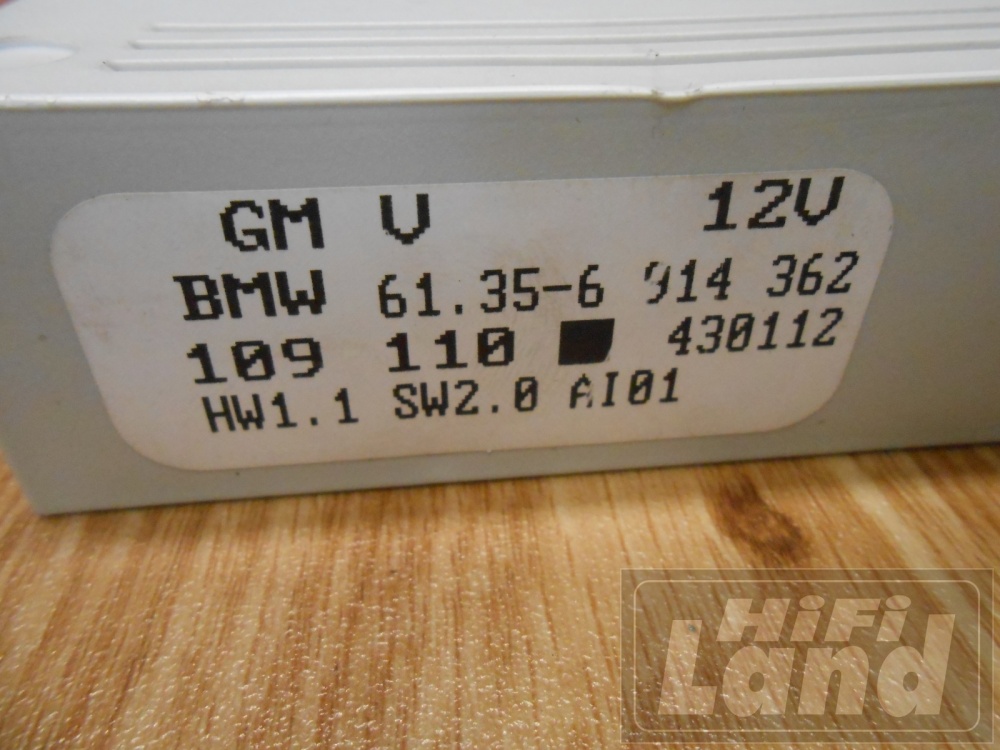 GM V 12V
BMW 61.35-6 914 362
109 110 430112
HW1.1 SW2.0 AI01
HiFi
Land